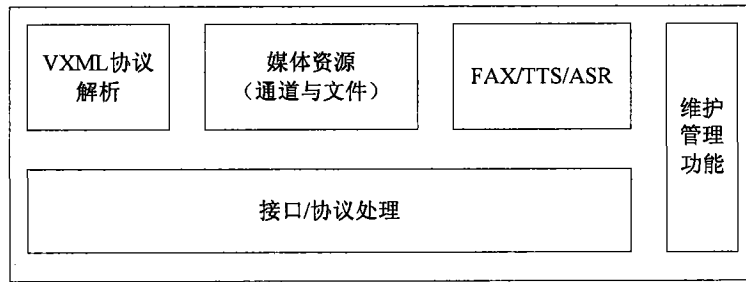 VXML协议
解析
媒体资源
（通道与文件）
FAX/TTS/ASR
维护
管理
功能
接口/协议处理